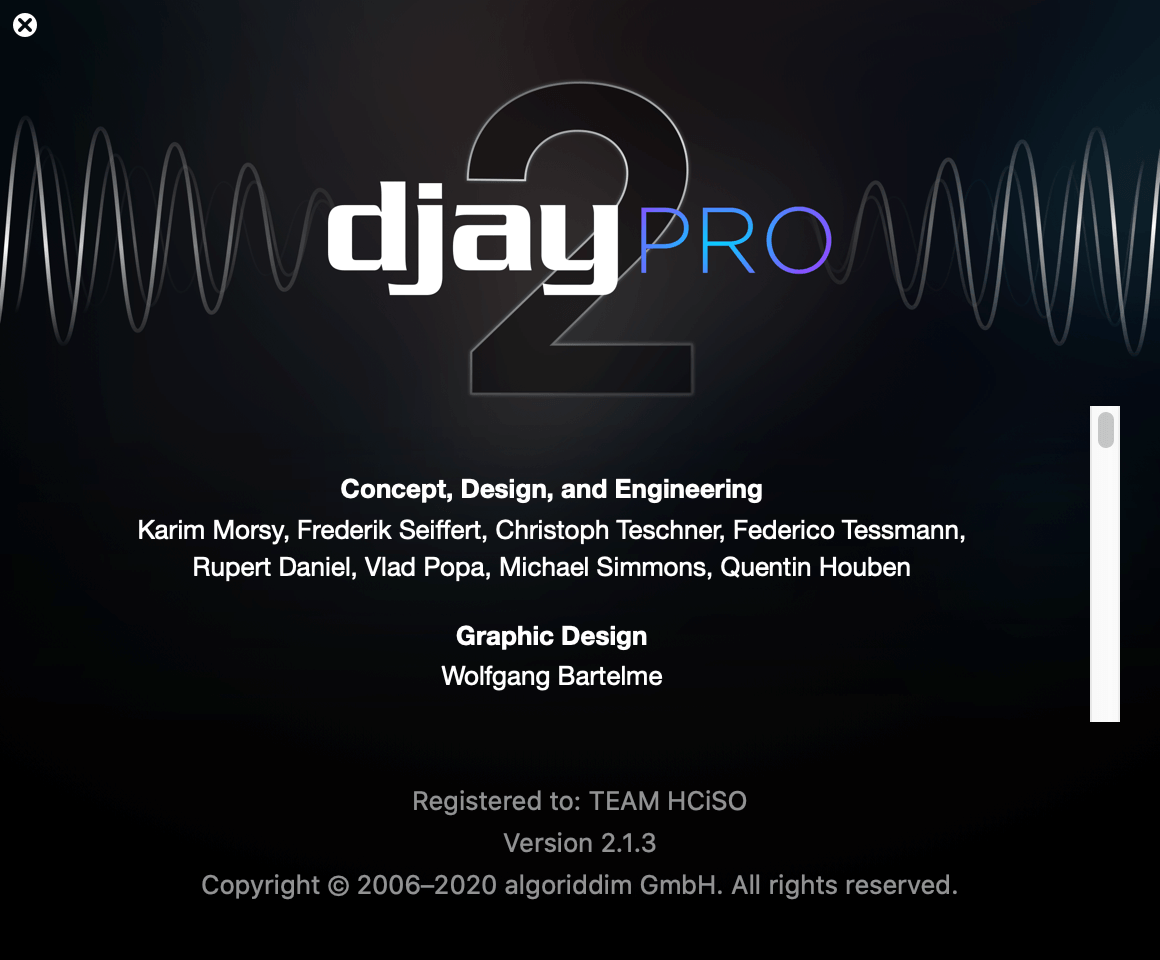 2
djay PRO
Concept, Design, and Engineering
Karim Morsy, Frederik Seiffert, Christoph Teschner, Federico Tessmann,
Rupert Daniel, Vlad Popa, Michael Simmons, Quentin Houben
Graphic Design
Wolfgang Bartelme
Registered to: TEAM HCiSO
Version 2.1.3
Copyright © 2006–2020 algoriddim GmbH. All rights reserved.